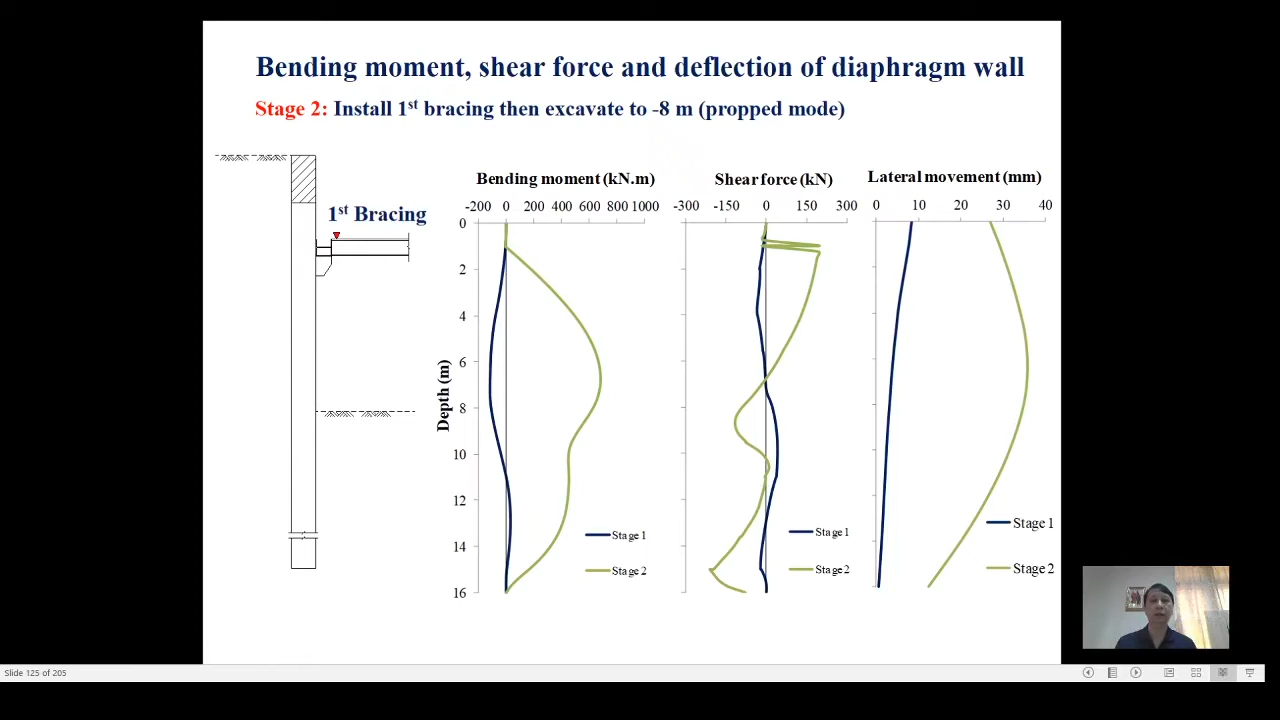 Bending moment, shear force and deflection of diaphragm wall
Stage 2: Install 1st bracing then excavate to -8 m (propped mode)
1st Bracing
Bending moment (kN.m)
-200 0 200 400 600 800 1000
Depth (m)
0
2
4
6
8
10
12
14
16
Stage 1
Stage 2
Shear force (kN)
-300 -150 0 150 300
Stage 1
Stage 2
Lateral movement (mm)
0 10 20 30 40
Stage 1
Stage 2
Slide 125 of 205